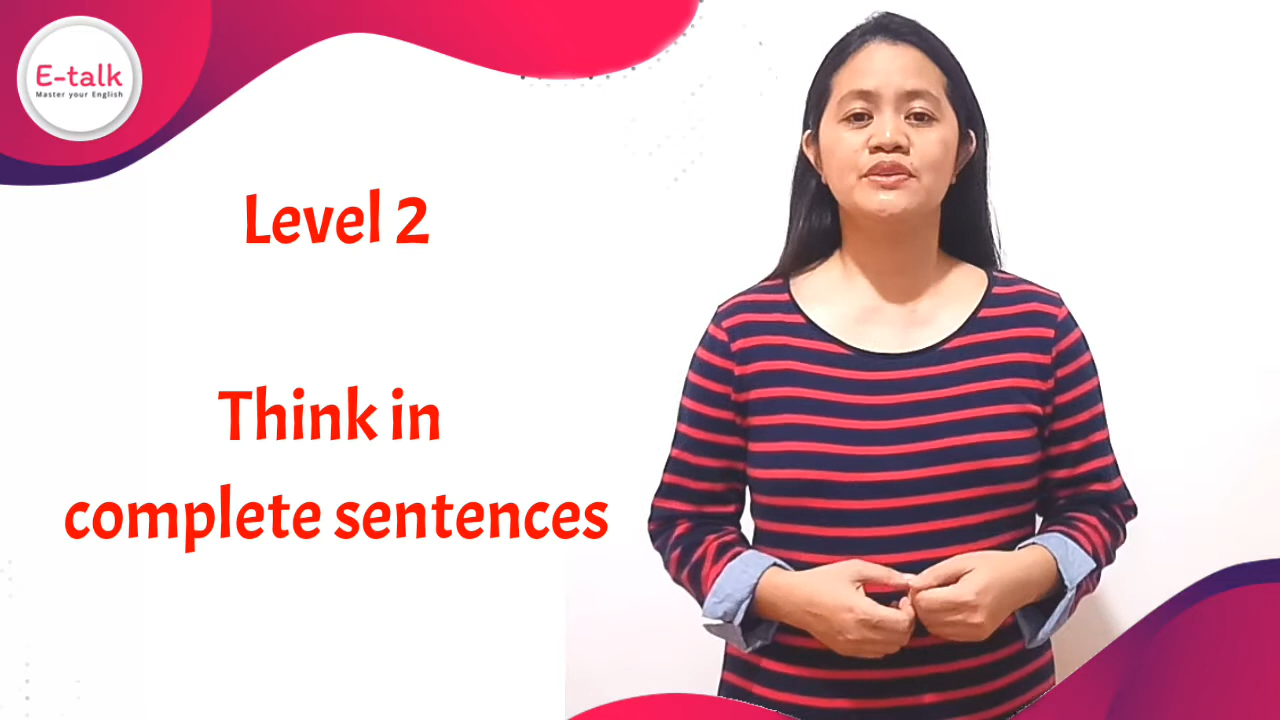 E-talk
Master your English
Level 2
Think in
complete sentences